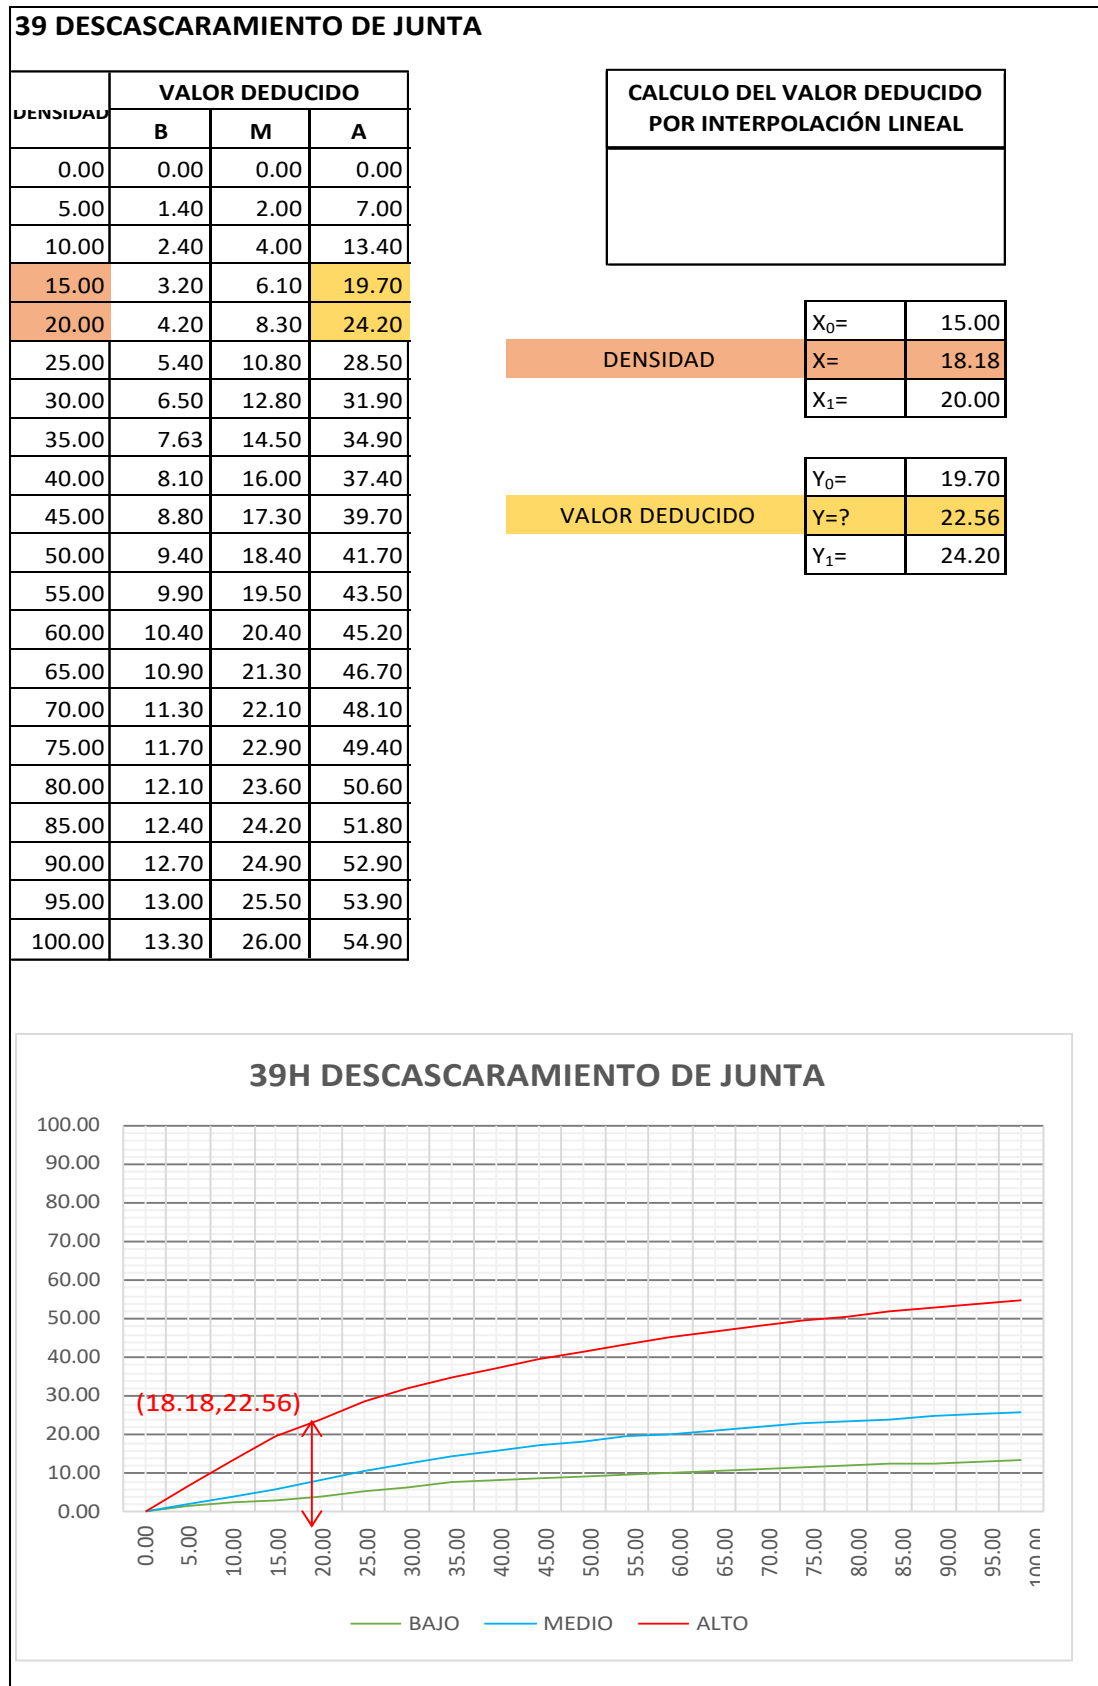 39 DESCASCARAMIENTO DE JUNTA
DENSIDAD VALOR DEDUCIDO
B M A
0.00 0.00 0.00 0.00
5.00 1.40 2.00 7.00
10.00 2.40 4.00 13.40
15.00 3.20 6.10 19.70
20.00 4.20 8.30 24.20
25.00 5.40 10.80 28.50
30.00 6.50 12.80 31.90
35.00 7.63 14.50 34.90
40.00 8.10 16.00 37.40
45.00 8.80 17.30 39.70
50.00 9.40 18.40 41.70
55.00 9.90 19.50 43.50
60.00 10.40 20.40 45.20
65.00 10.90 21.30 46.70
70.00 11.30 22.10 48.10
75.00 11.70 22.90 49.40
80.00 12.10 23.60 50.60
85.00 12.40 24.20 51.80
90.00 12.70 24.90 52.90
95.00 13.00 25.50 53.90
100.00 13.30 26.00 54.90
CALCULO DEL VALOR DEDUCIDO
POR INTERPOLACIÓN LINEAL
X₀= 15.00
DENSIDAD X= 18.18
X₁= 20.00
Y₀= 19.70
VALOR DEDUCIDO Y=? 22.56
Y₁= 24.20
39H DESCASCARAMIENTO DE JUNTA
100.00
90.00
80.00
70.00
60.00
50.00
40.00
30.00
20.00
10.00
0.00
(18.18,22.56)
0.00 5.00 10.00 15.00 20.00 25.00 30.00 35.00 40.00 45.00 50.00 55.00 60.00 65.00 70.00 75.00 80.00 85.00 90.00 95.00 100.00
BAJO MEDIO ALTO